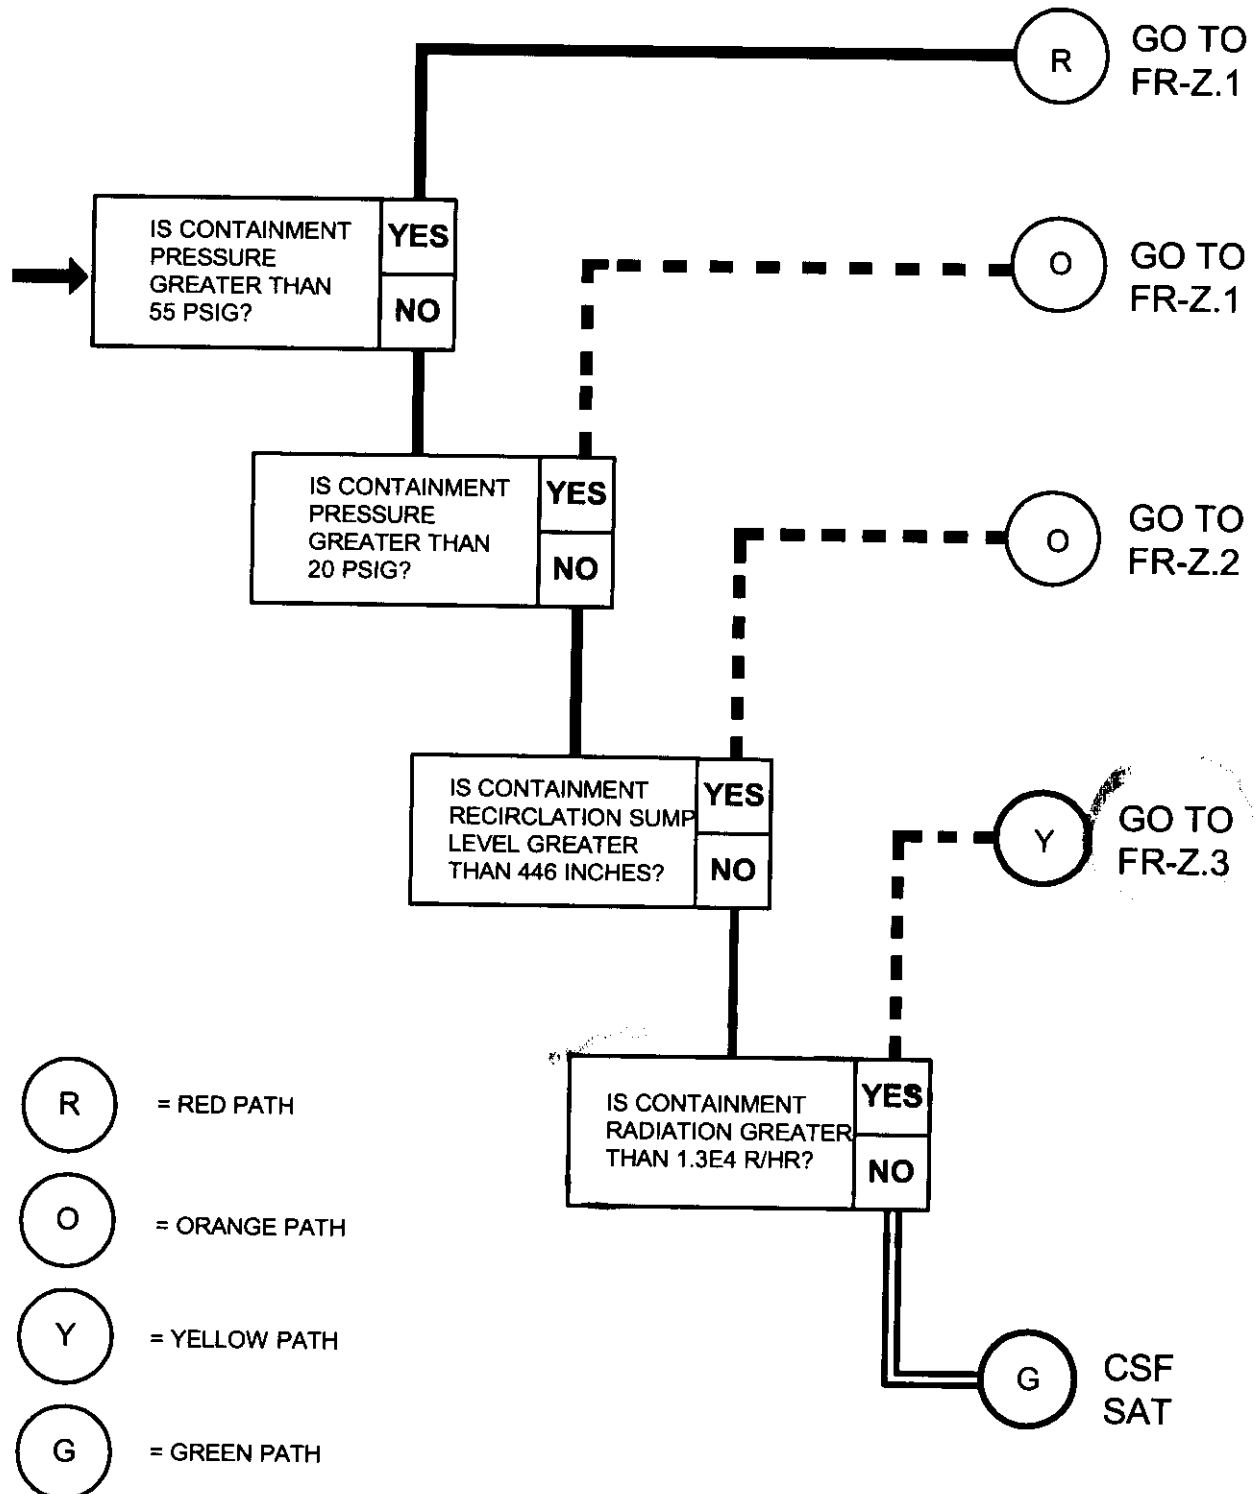 R
GO TO
FR-Z.1
IS CONTAINMENT
PRESSURE
GREATER THAN
55 PSIG?
YES
NO
O
GO TO
FR-Z.1
IS CONTAINMENT
PRESSURE
GREATER THAN
20 PSIG?
YES
NO
O
GO TO
FR-Z.2
IS CONTAINMENT
RECIRCLATION SUMP
LEVEL GREATER
THAN 446 INCHES?
YES
NO
Y
GO TO
FR-Z.3
IS CONTAINMENT
RADIATION GREATER
THAN 1.3E4 R/HR?
YES
NO
G
CSF
SAT
R = RED PATH
O = ORANGE PATH
Y = YELLOW PATH
G = GREEN PATH